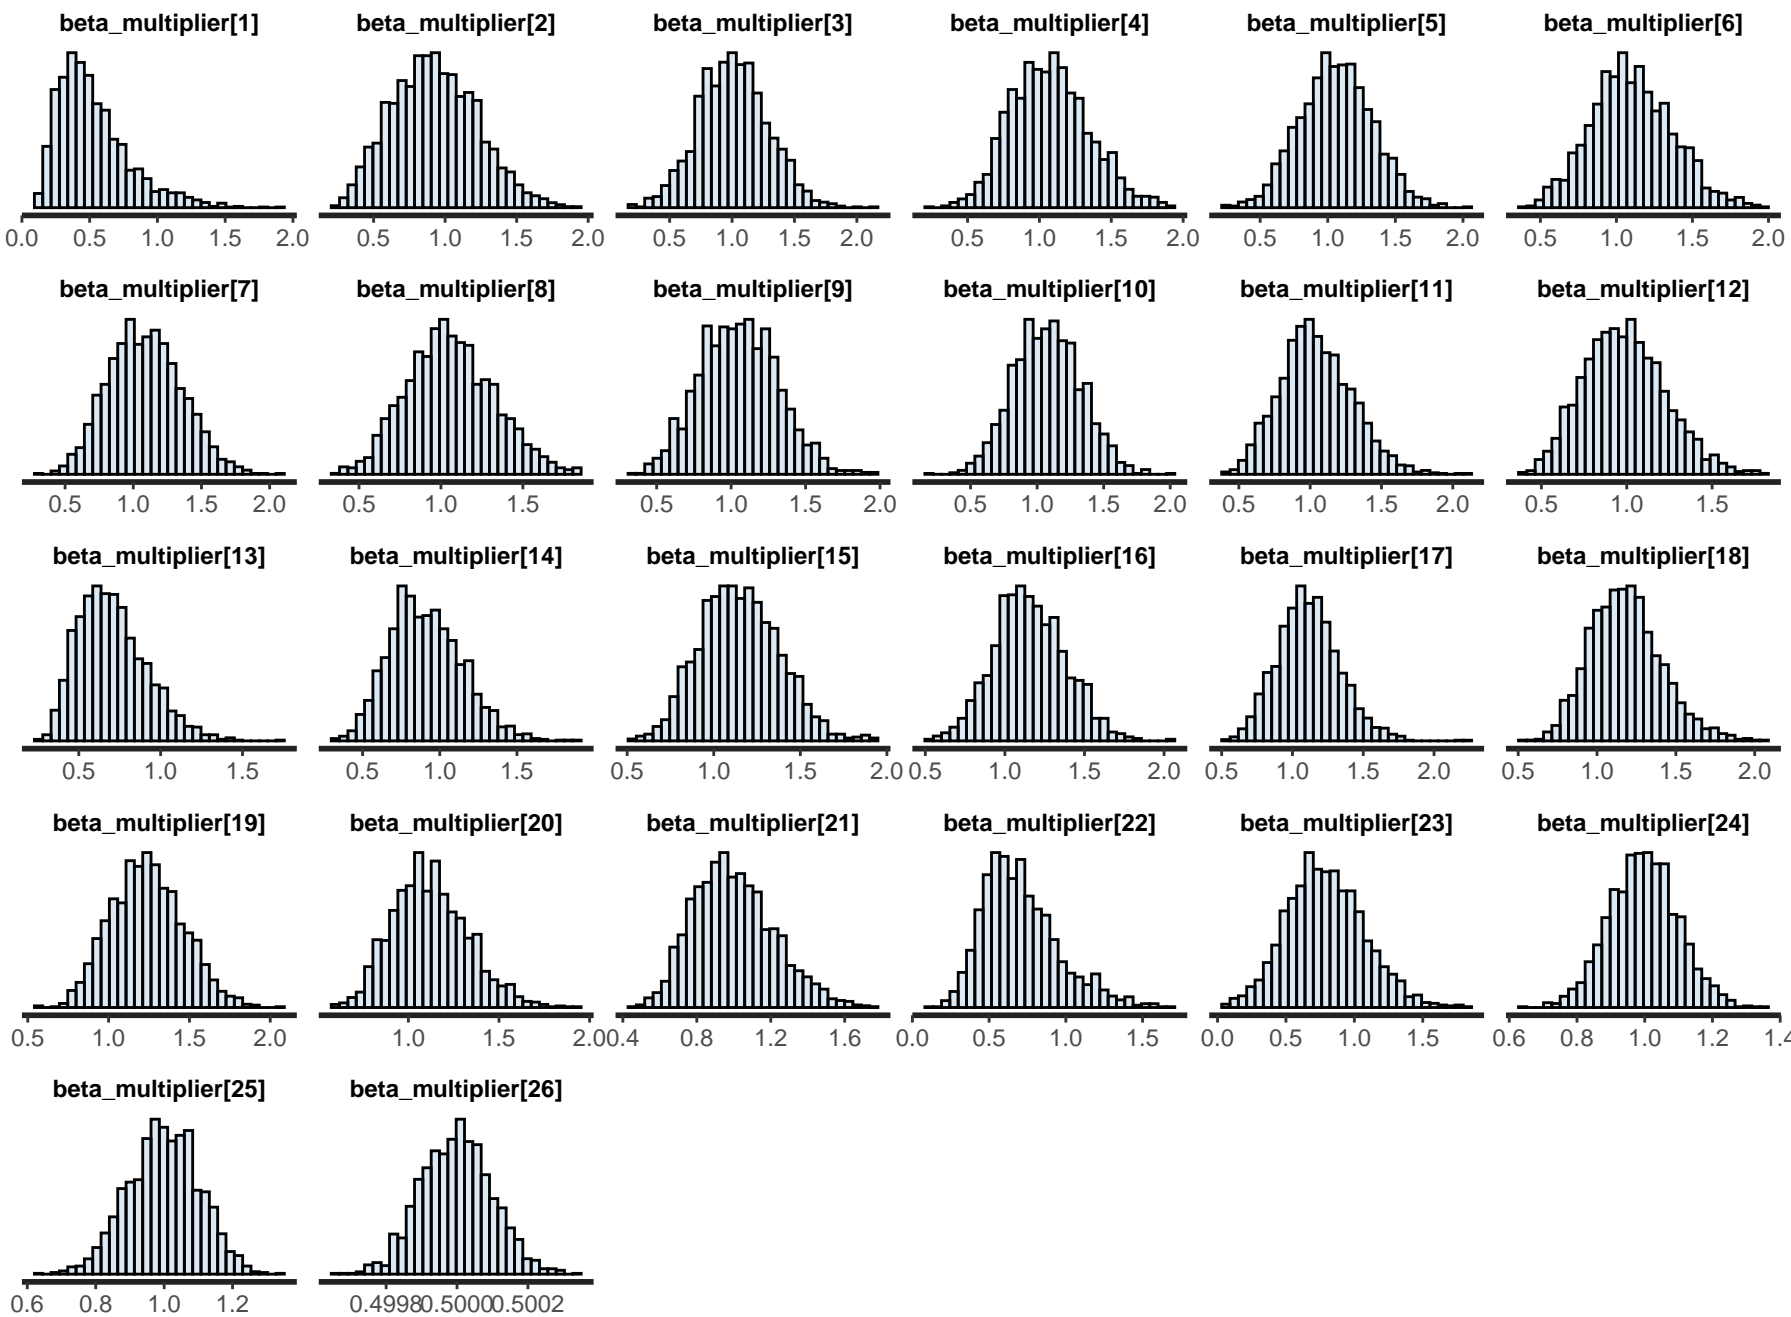 beta_multiplier[1] beta_multiplier[2] beta_multiplier[3] beta_multiplier[4] beta_multiplier[5] beta_multiplier[6]
0.0 0.5 1.0 1.5 2.0 0.5 1.0 1.5 2.0 0.5 1.0 1.5 2.0 0.5 1.0 1.5 2.0 0.5 1.0 1.5 2.0 0.5 1.0 1.5 2.0
beta_multiplier[7] beta_multiplier[8] beta_multiplier[9] beta_multiplier[10] beta_multiplier[11] beta_multiplier[12]
0.5 1.0 1.5 2.0 0.5 1.0 1.5 0.5 1.0 1.5 2.0 0.5 1.0 1.5 2.0 0.5 1.0 1.5 2.0 0.5 1.0 1.5
beta_multiplier[13] beta_multiplier[14] beta_multiplier[15] beta_multiplier[16] beta_multiplier[17] beta_multiplier[18]
0.5 1.0 1.5 0.5 1.0 1.5 0.5 1.0 1.5 2.0 0.5 1.0 1.5 2.0 0.5 1.0 1.5 2.0 0.5 1.0 1.5 2.0
beta_multiplier[19] beta_multiplier[20] beta_multiplier[21] beta_multiplier[22] beta_multiplier[23] beta_multiplier[24]
0.5 1.0 1.5 2.0 1.0 1.5 2.0 0.4 0.8 1.2 1.6 0.0 0.5 1.0 1.5 0.0 0.5 1.0 1.5 0.6 0.8 1.0 1.2 1.4
beta_multiplier[25] beta_multiplier[26]
0.6 0.8 1.0 1.2 0.4998 0.5000 0.5002